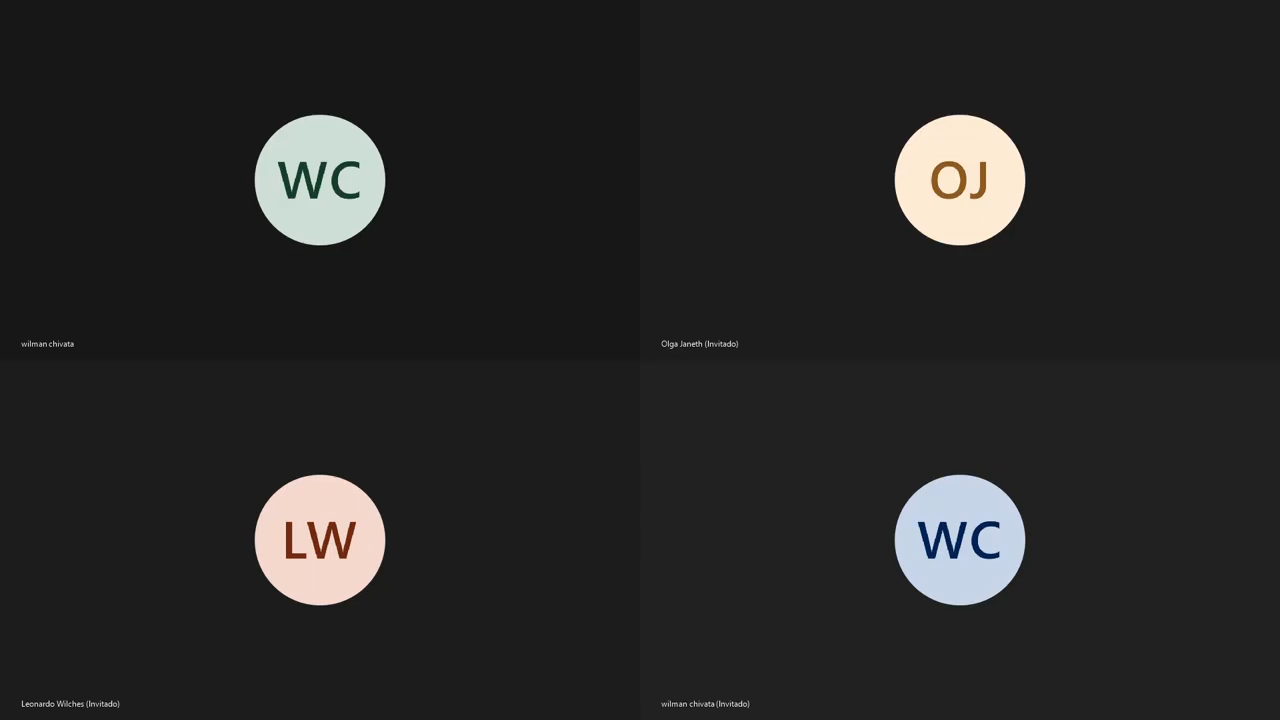 WC
wilman chivata
OJ
Olga Janeth (Invitado)
LW
Leonardo Wilches (Invitado)
WC
wilman chivata (Invitado)